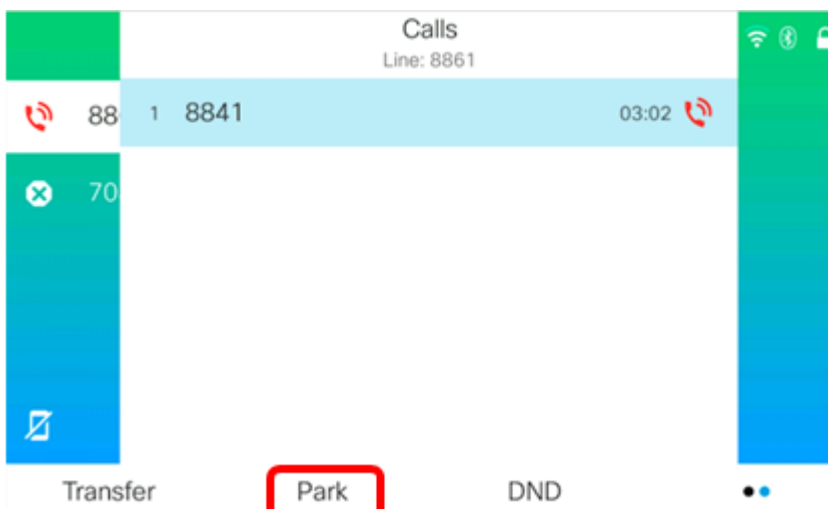 Calls
Line: 8861
88
1 8841 03:02
70
Transfer Park DND